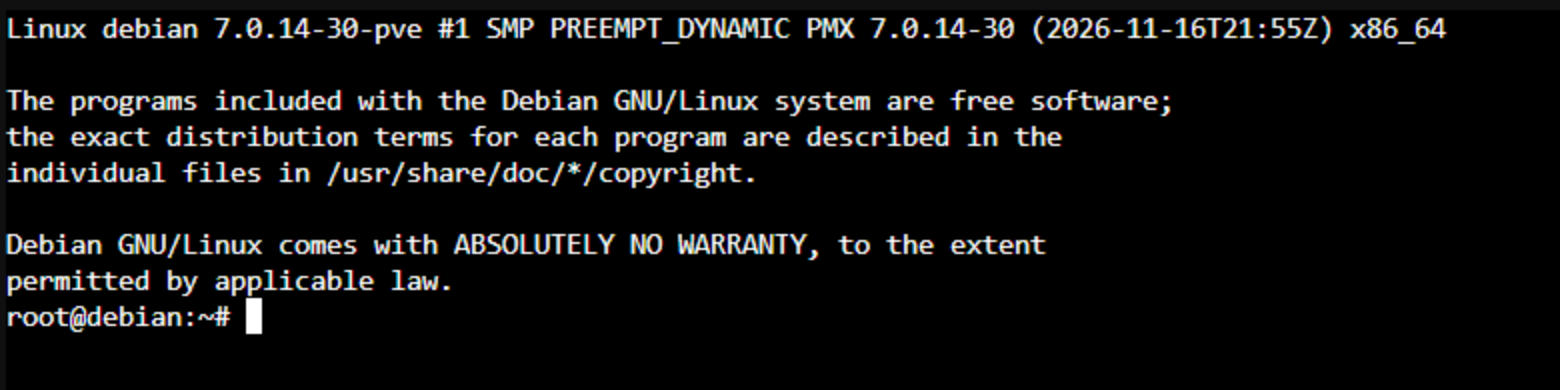 Linux debian 7.0.14-30-pve #1 SMP PREEMPT_DYNAMIC PMX 7.0.14-30 (2026-11-16T21:55Z) x86_64
The programs included with the Debian GNU/Linux system are free software;
the exact distribution terms for each program are described in the
individual files in /usr/share/doc/*/copyright.
Debian GNU/Linux comes with ABSOLUTELY NO WARRANTY, to the extent
permitted by applicable law.
root@debian:~#